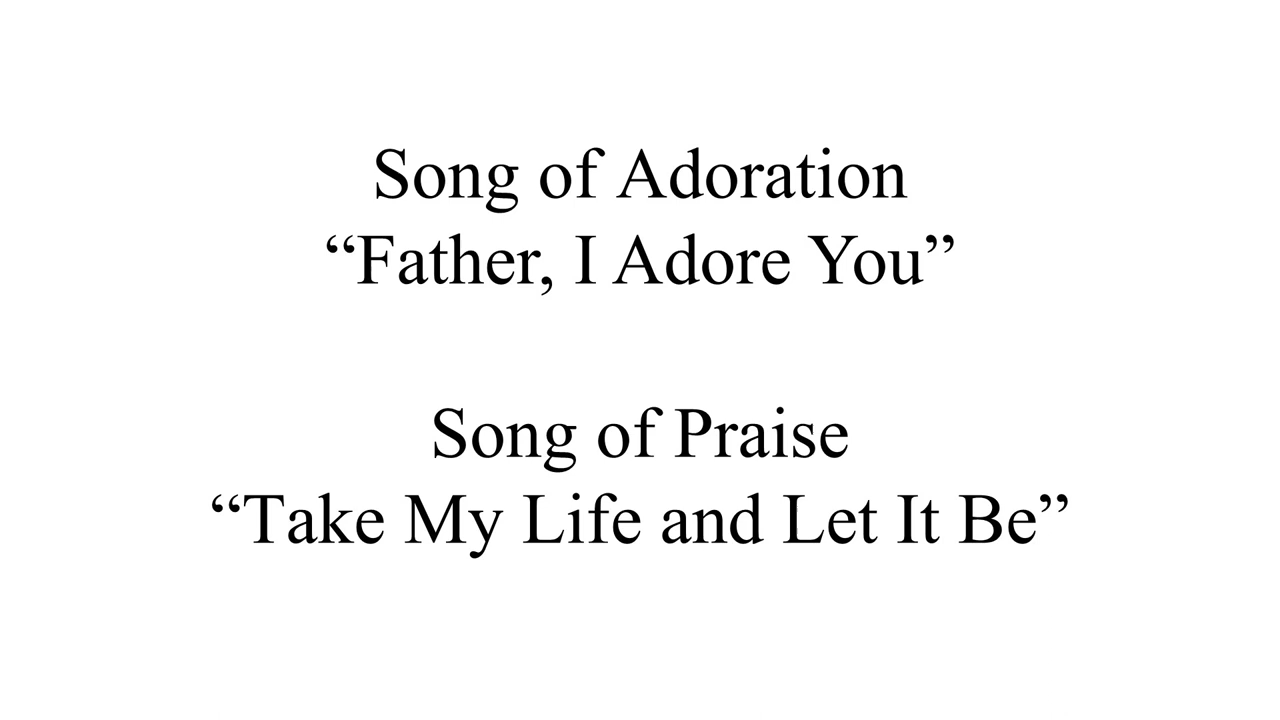 Song of Adoration
“Father, I Adore You”
Song of Praise
“Take My Life and Let It Be”